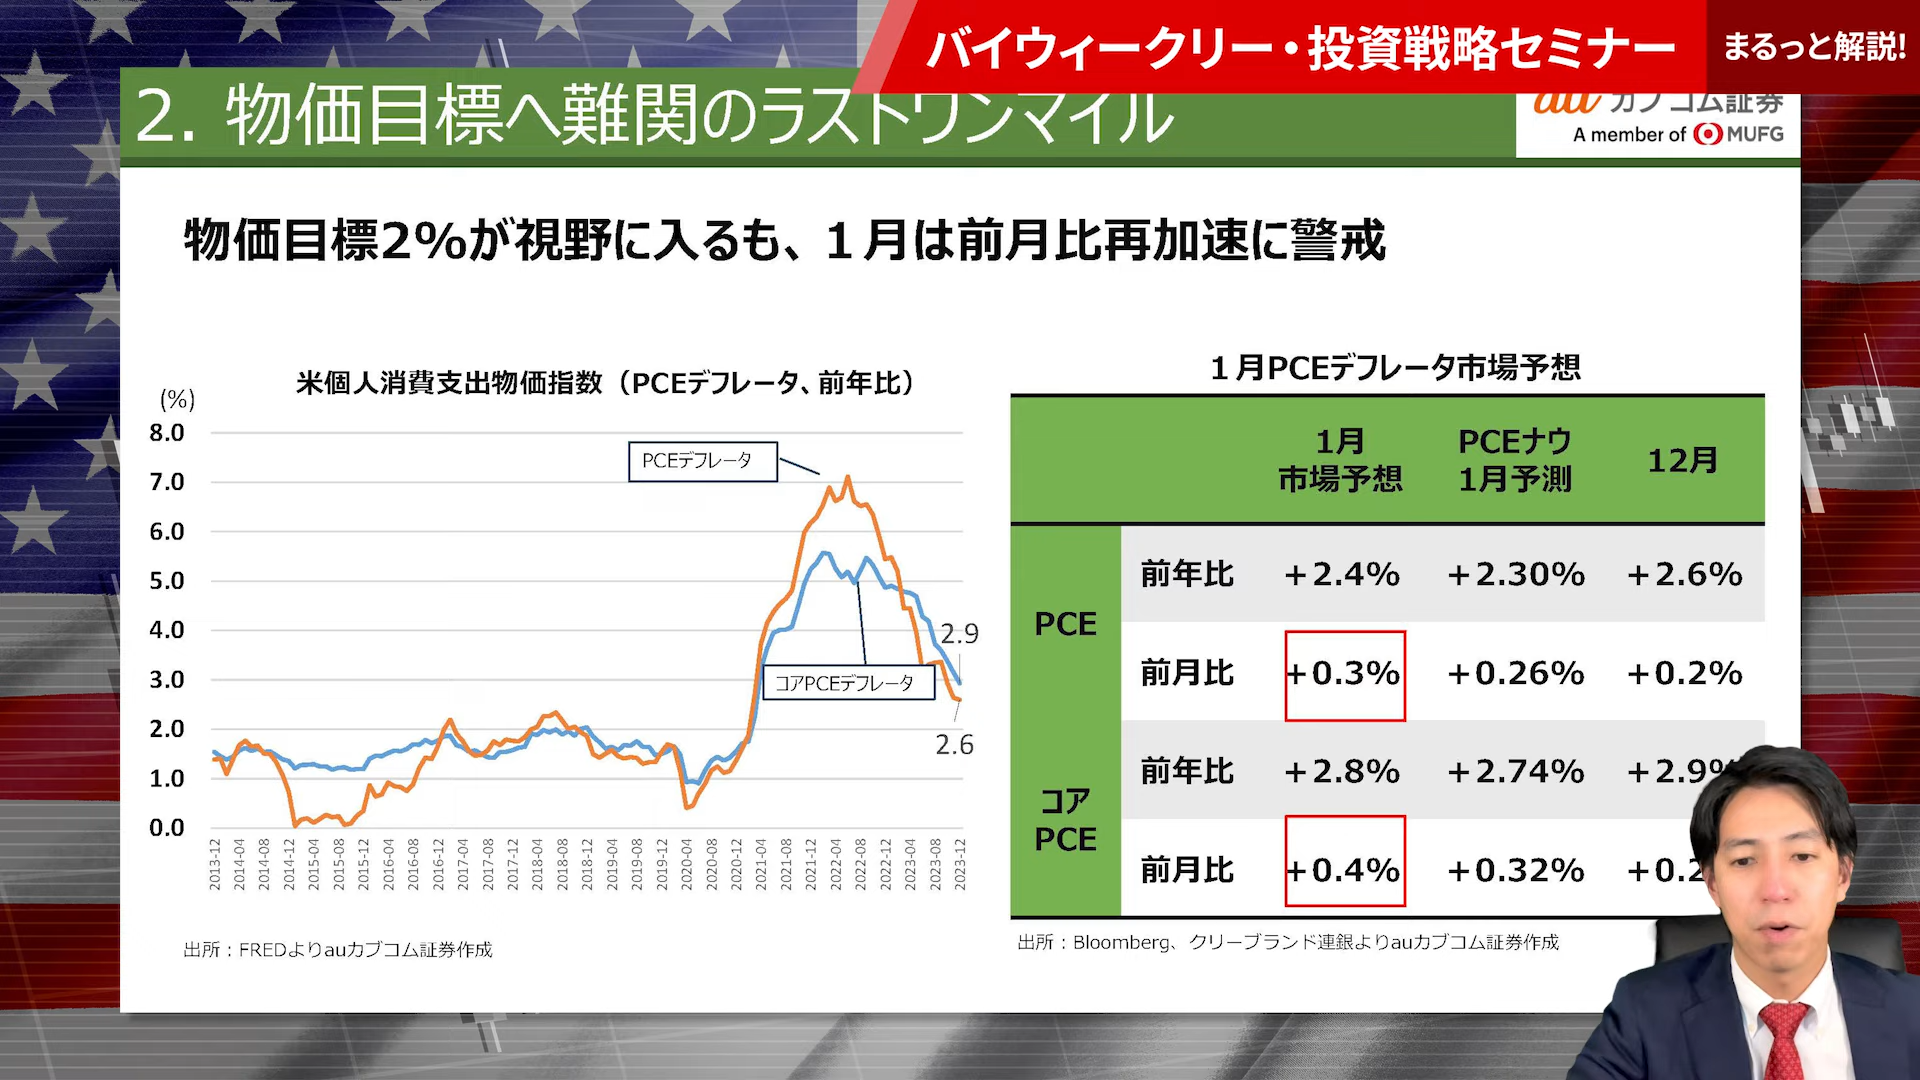 バイウィークリー・投資戦略セミナー
まるっと解説!
2. 物価目標へ難関のラストワンマイル
au カブコム証券
A member of MUFG
物価目標2%が視野に入るも、1月は前月比再加速に警戒
米個人消費支出物価指数（PCEデフレータ、前年比）
(%)
8.0
7.0
6.0
5.0
4.0
3.0
2.0
1.0
0.0
PCEデフレータ
コアPCEデフレータ
2.9
2.6
2013-12
2014-04
2014-08
2014-12
2015-04
2015-08
2015-12
2016-04
2016-08
2016-12
2017-04
2017-08
2017-12
2018-04
2018-08
2018-12
2019-04
2019-08
2019-12
2020-04
2020-08
2020-12
2021-04
2021-08
2021-12
2022-04
2022-08
2022-12
2023-04
2023-08
2023-12
出所：FREDよりauカブコム証券作成
1月PCEデフレータ市場予想
1月
市場予想
PCEナウ
1月予測
12月
PCE
前年比 +2.4% +2.30% +2.6%
前月比 +0.3% +0.26% +0.2%
コア
PCE
前年比 +2.8% +2.74% +2.9%
前月比 +0.4% +0.32% +0.2
出所：Bloomberg、クリーブランド連銀よりauカブコム証券作成